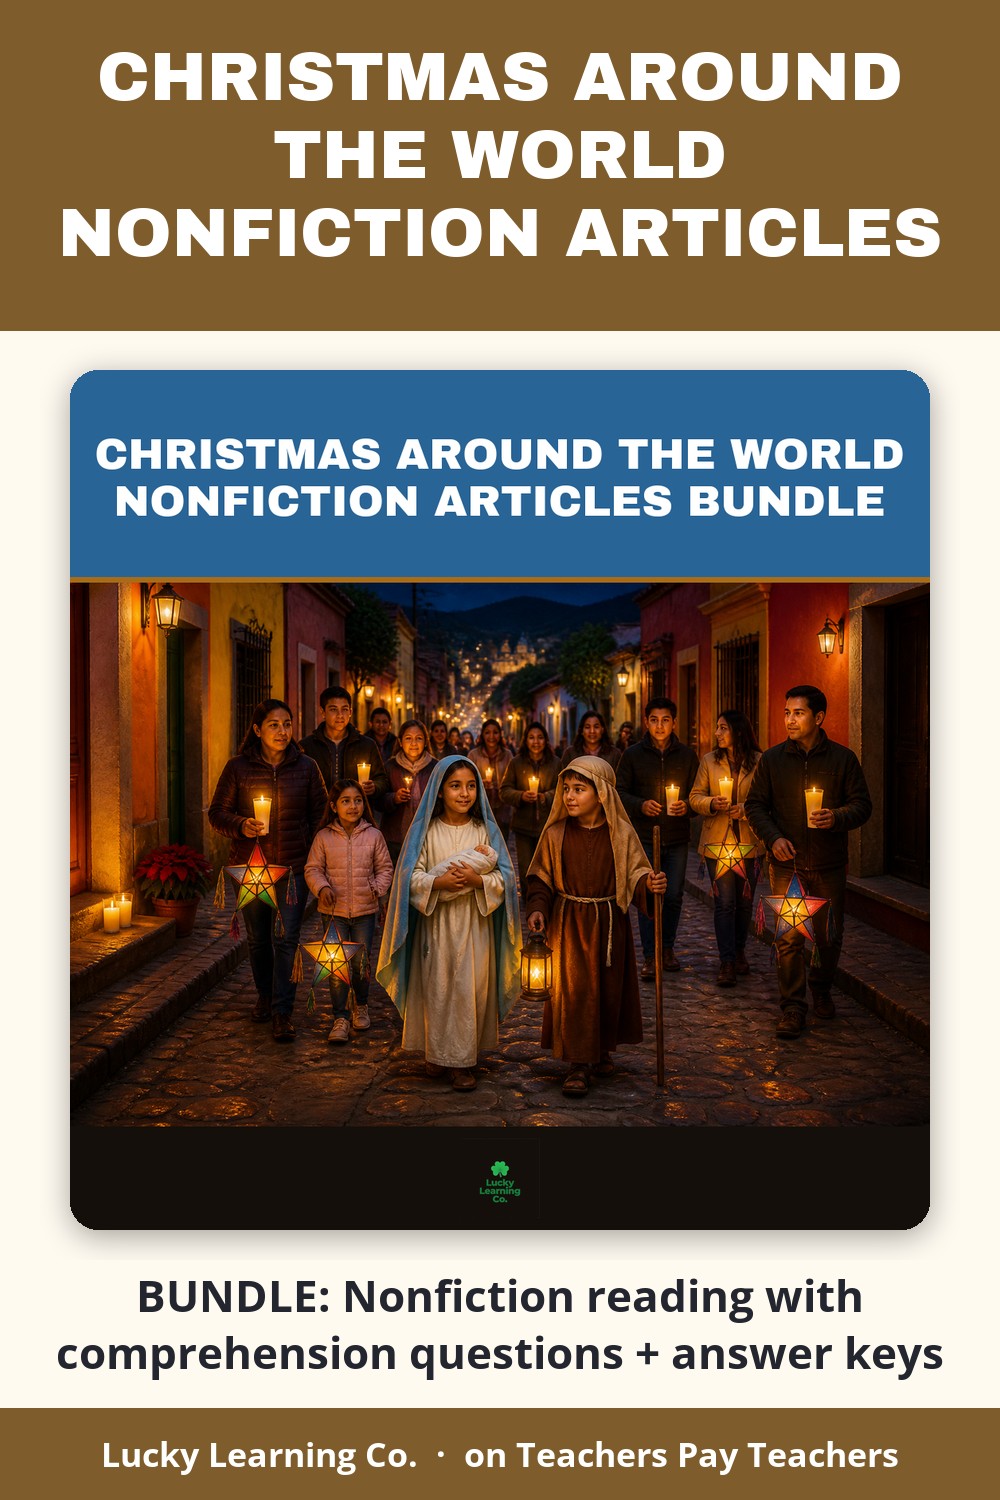 CHRISTMAS AROUND
THE WORLD
NONFICTION ARTICLES
CHRISTMAS AROUND THE WORLD
NONFICTION ARTICLES BUNDLE
Lucky
Learning
Co.
BUNDLE: Nonfiction reading with
comprehension questions + answer keys
Lucky Learning Co. · on Teachers Pay Teachers